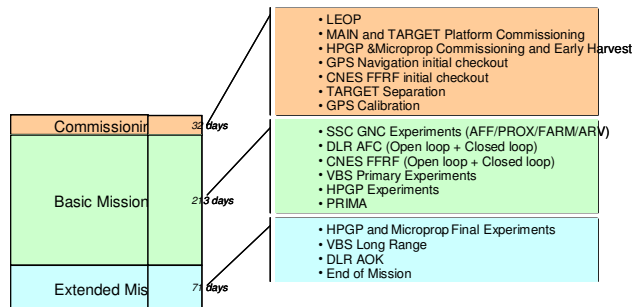 • LEOP
• MAIN and TARGET Platform Commissioning
• HPGP &Microprop Commissioning and Early Harvest
• GPS Navigation initial checkout
• CNES FFRF initial checkout
• TARGET Separation
• GPS Calibration
Commissionin 32 days
• SSC GNC Experiments (AFF/PROX/FARM/ARV)
• DLR AFC (Open loop + Closed loop)
• CNES FFRF (Open loop + Closed loop)
• VBS Primary Experiments
• HPGP Experiments
• PRIMA
Basic Mission 213 days
• HPGP and Microprop Final Experiments
• VBS Long Range
• DLR AOK
• End of Mission
Extended Mis 71 days